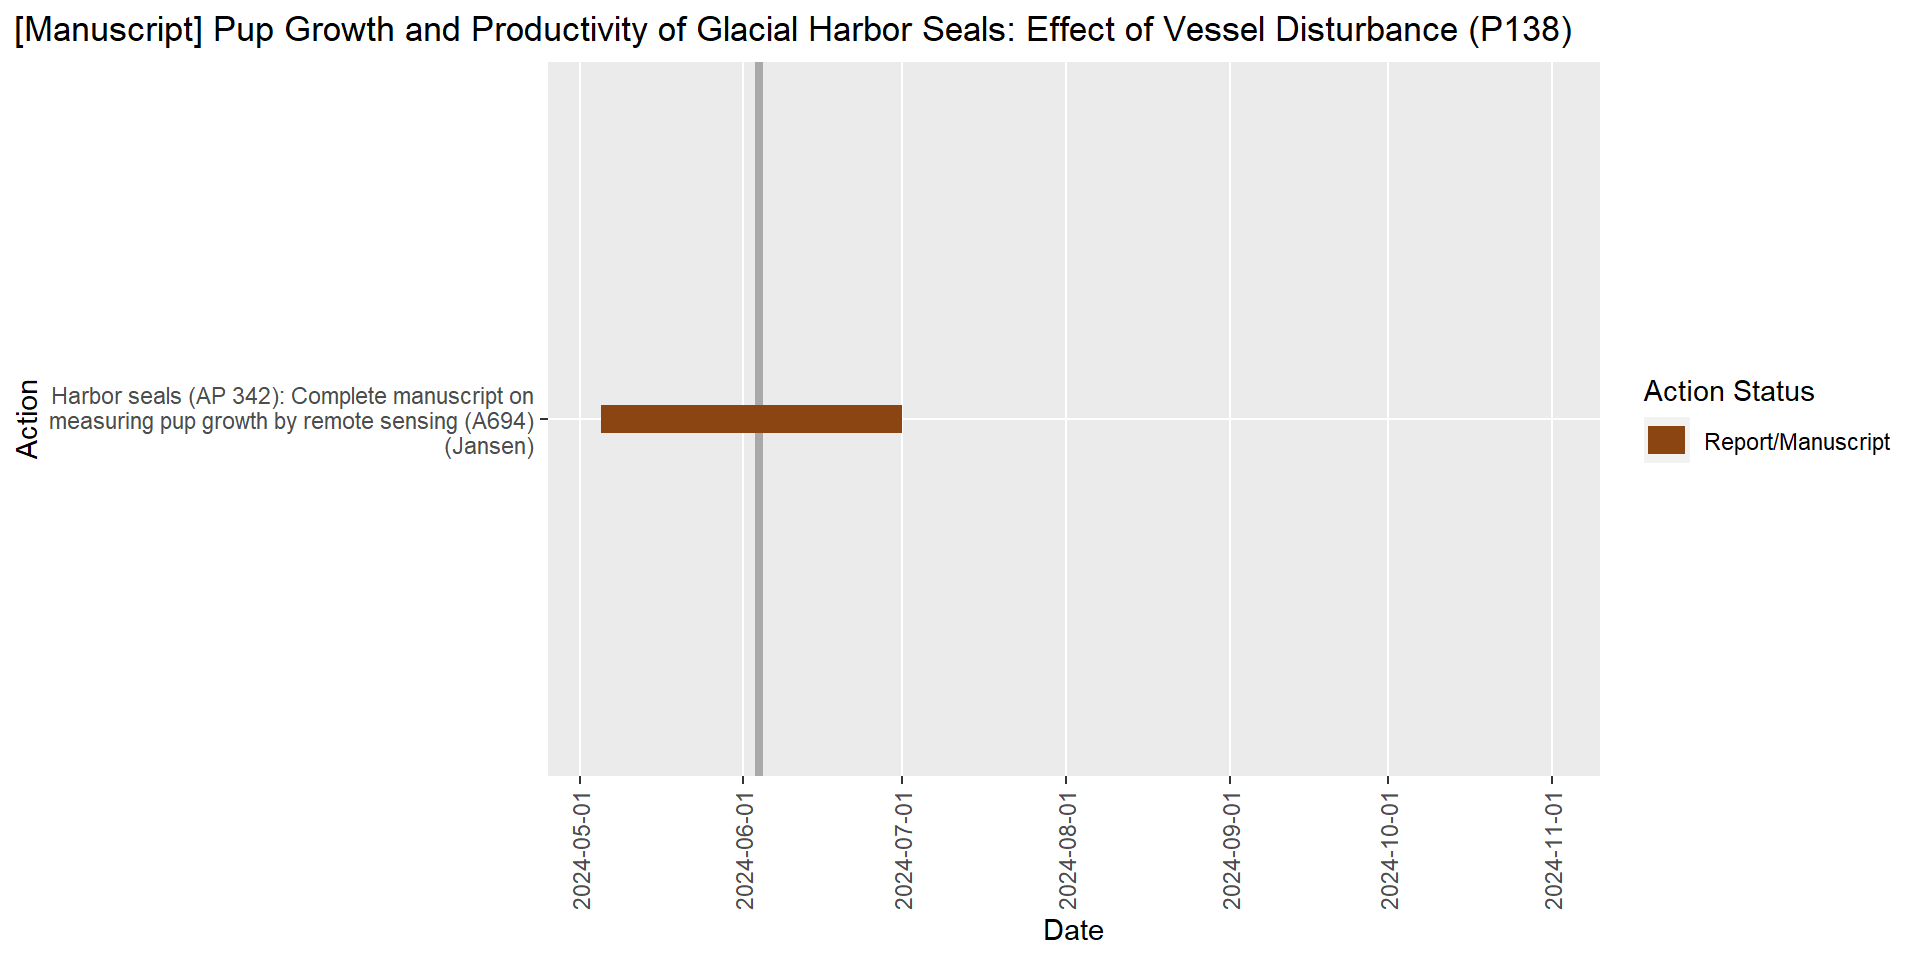 [Manuscript] Pup Growth and Productivity of Glacial Harbor Seals: Effect of Vessel Disturbance (P138)
Action
Harbor seals (AP 342): Complete manuscript on
measuring pup growth by remote sensing (A694)
(Jansen)
Action Status
Report/Manuscript
2024-05-01
2024-06-01
2024-07-01
2024-08-01
2024-09-01
2024-10-01
2024-11-01
Date